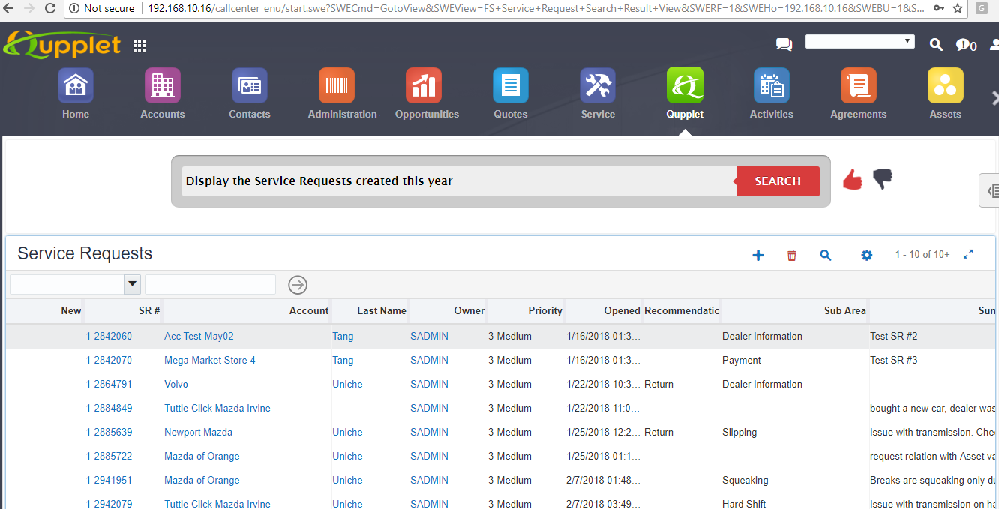 Not secure 192.168.10.16/callcenter_enu/start.swe?SWECmd=GotoView&SWEView=FS+Service+Request+Search+Result+View&SWERF=1&SWEHo=192.168.10.16&SWEBU=1&S... G
Qupplet 0
Home Accounts Contacts Administration Opportunities Quotes Service Qupplet Activities Agreements Assets
Display the Service Requests created this year SEARCH
Service Requests 1 - 10 of 10+
New SR # Account Last Name Owner Priority Opened Recommendatic Sub Area Sun
1-2842060 Acc Test-May02 Tang SADMIN 3-Medium 1/16/2018 01:3... Dealer Information Test SR #2
1-2842070 Mega Market Store 4 Tang SADMIN 3-Medium 1/16/2018 01:3... Payment Test SR #3
1-2864791 Volvo Uniche SADMIN 3-Medium 1/22/2018 10:3... Return Dealer Information
1-2884849 Tuttle Click Mazda Irvine SADMIN 3-Medium 1/22/2018 11:0... bought a new car, dealer was
1-2885639 Newport Mazda Uniche SADMIN 3-Medium 1/25/2018 12:2... Return Slipping Issue with transmission. Chec
1-2885722 Mazda of Orange Uniche SADMIN 3-Medium 1/25/2018 01:1... request relation with Asset va
1-2941951 Mazda of Orange Uniche SADMIN 3-Medium 2/7/2018 01:48... Squeaking Breaks are squeaking only du
1-2942079 Tuttle Click Mazda Irvine Uniche SADMIN 3-Medium 2/7/2018 03:49... Hard Shift Issue with transmission on ha